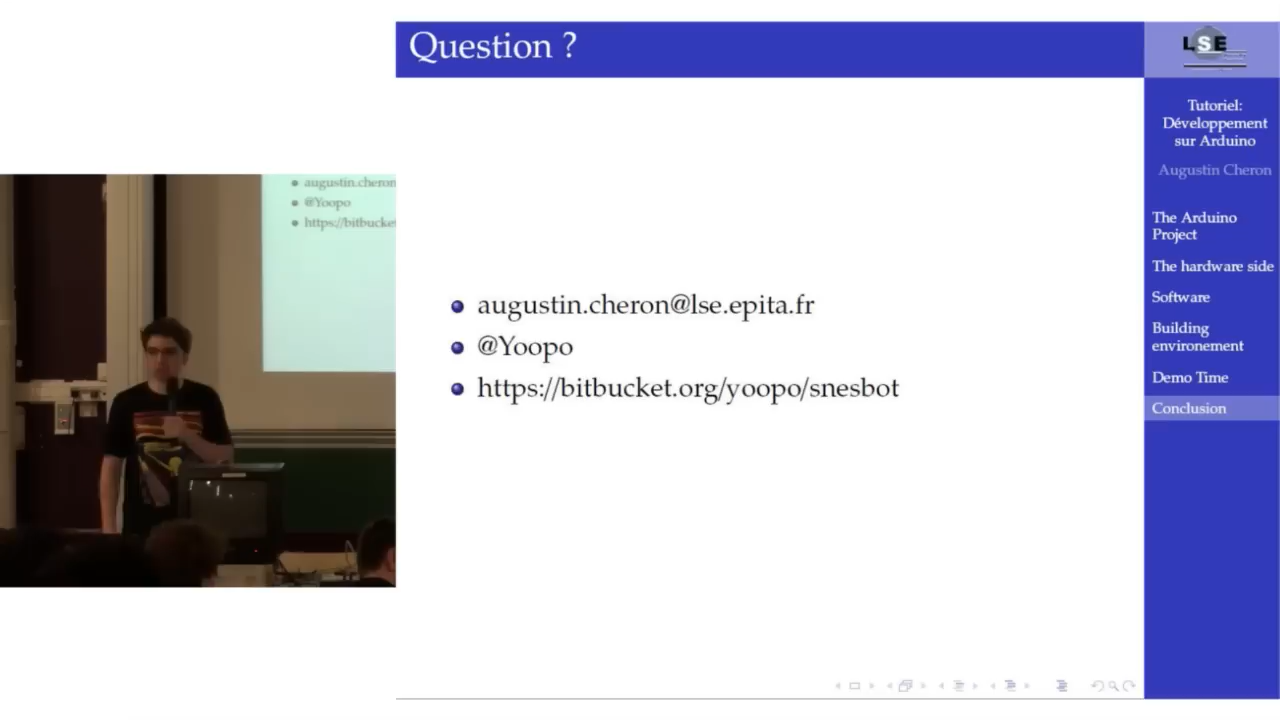 Question ?
LSE
Tutoriel:
Développement
sur Arduino
Augustin Cheron
The Arduino
Project
The hardware side
Software
Building
environement
Demo Time
Conclusion
augustin.cheron@lse.epita.fr
@Yoopo
https://bitbucket.org/yoopo/snesbot
augustin.cheron
@Yoopo
https://bitbucket